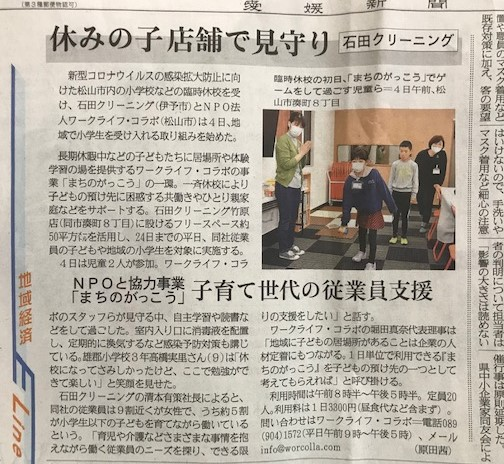 (第3種郵便物認可)
愛媛新聞
休みの子店舗で見守り
石田クリーニング
新型コロナウイルスの感染拡大防止に向
けた松山市内の小学校などの臨時休校を受
け、石田クリーニング(伊予市)とNPO法
人ワークライフ・コラボ(松山市)は4日、地
域で小学生を受け入れる取り組みを始めた。
臨時休校の初日、「まちのがっこう」でゲ
ームをして過ごす児童ら=4日午前、松
山市湊町8丁目
長期休暇中などの子どもたちに居場所や体験
学習の場を提供するワークライフ・コラボの事
業「まちのがっこう」の一環。一斉休校により
子どもの預け先に困惑する共働きやひとり親家
庭などをサポートする。石田クリーニング竹原
店(同市湊町8丁目)に設けるフリースペース約
50平方㍍を活用し、24日までの平日、同社従業
員の子どもや地域の小学生を対象に実施する。
4日は児童2人が参加。ワークライフ・コラ
NPOと協力事業
「まちのがっこう」
子育て世代の従業員支援
ボのスタッフらが見守る中、自主学習や読書な
どをして過ごした。室内入り口に消毒液を配置
し、定期的に換気するなど感染予防対策も講じ
ている。雄郡小学校3年高橋実里さん(9)は「休
校になってさみしかったけど、ここで勉強がで
きて楽しい」と笑顔を見せた。
石田クリーニングの清本有策社長によると、
同社の従業員は9割近くが女性で、うち約5割
が小学生以下の子どもを育てながら働いている
という。「育児や介護などさまざまな事情を抱
えながら働く従業員のニーズを探り、できる限
りの支援をしたい」と話す。
ワークライフ・コラボの堀田真奈代表理事は
「地域に子どもの居場所があることは企業の人
材定着にもつながる。1日単位で利用できる『ま
ちのがっこう』を子どもの預け先の一つとして
考えてもらえれば」と呼び掛ける。
利用時間は午前8時半~午後5時半。定員20
人。利用料は1日3300円(昼食代など含まず)。問
い合わせはワークライフ・コラボ=電話089
(904)1572(平日午前9時~午後5時)、メール
info@worcolla.com=へ。(原田茜)
地域経済
E Line